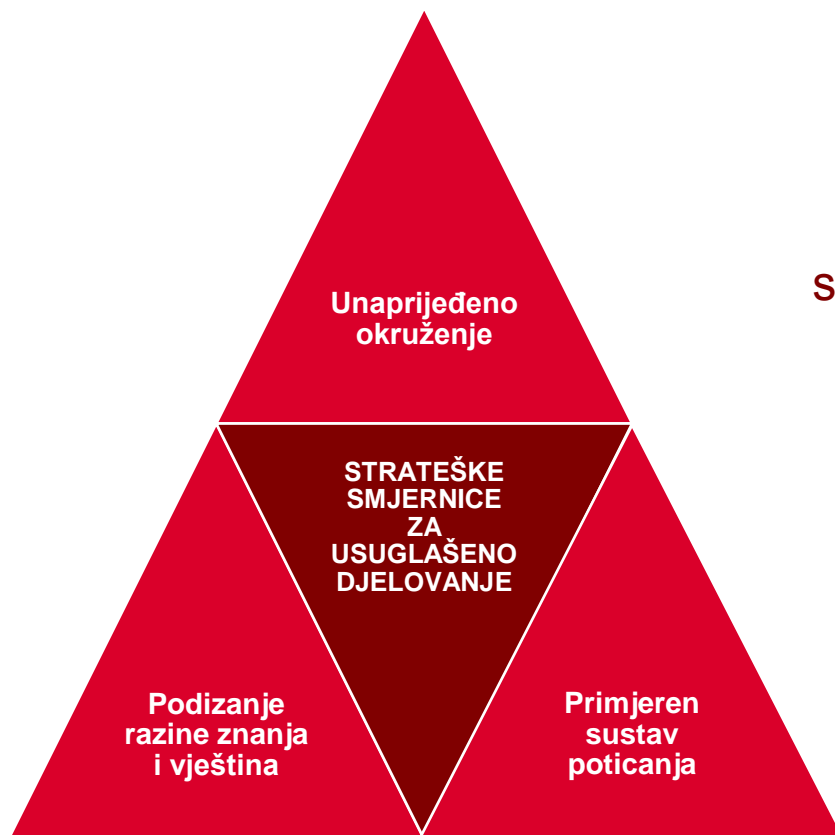 Unaprijeđeno
okruženje
S
STRATEŠKE
SMJERNICE
ZA
USUGLAŠENO
DJELOVANJE
Podizanje
razine znanja
i vještina
Primjeren
sustav
poticanja